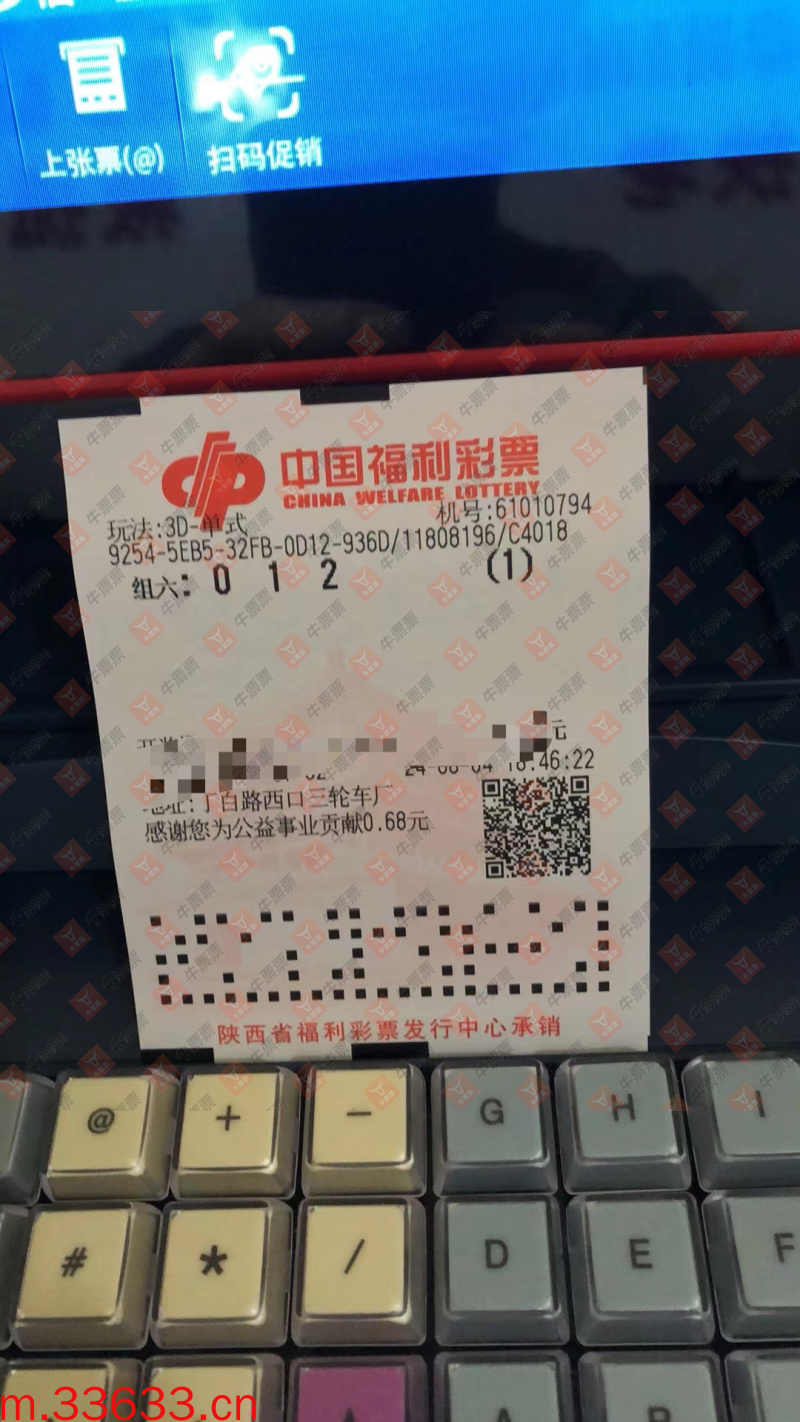 上张票(@)
扫码促销
中国福利彩票
CHINA WELFARE LOTTERY
玩法:3D-单式
机号:61010794
9254-5EB5-32FB-0D12-936D/11808196/C4018
组六: 0 1 2 (1)
元
18:46:22
地址:丁白路西口三轮车厂
感谢您为公益事业贡献0.68元
陕西省福利彩票发行中心承销
牛票票
@ + - G H I
# * / D E F
m.33633.cn